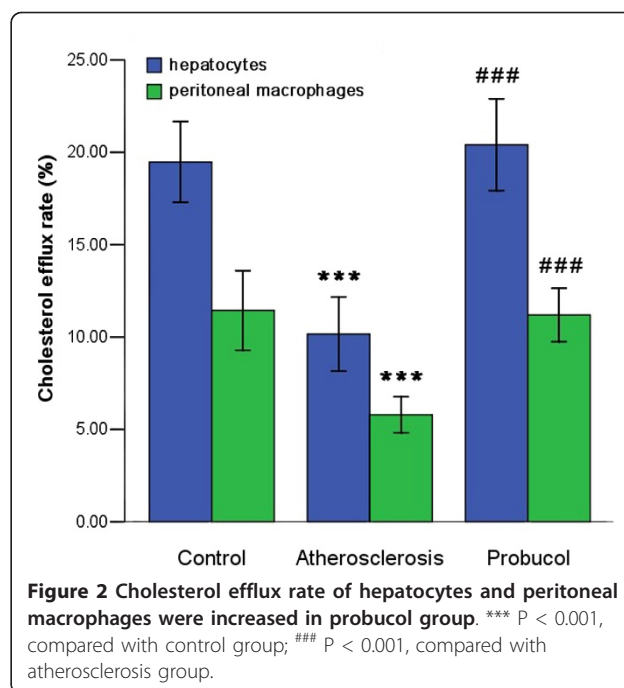 25.00
20.00
15.00
10.00
5.00
0.00
Cholesterol efflux rate (%)
hepatocytes
peritoneal macrophages
###
###
***
***
Control Atherosclerosis Probucol
Figure 2 Cholesterol efflux rate of hepatocytes and peritoneal
macrophages were increased in probucol group. *** P < 0.001,
compared with control group; ### P < 0.001, compared with
atherosclerosis group.